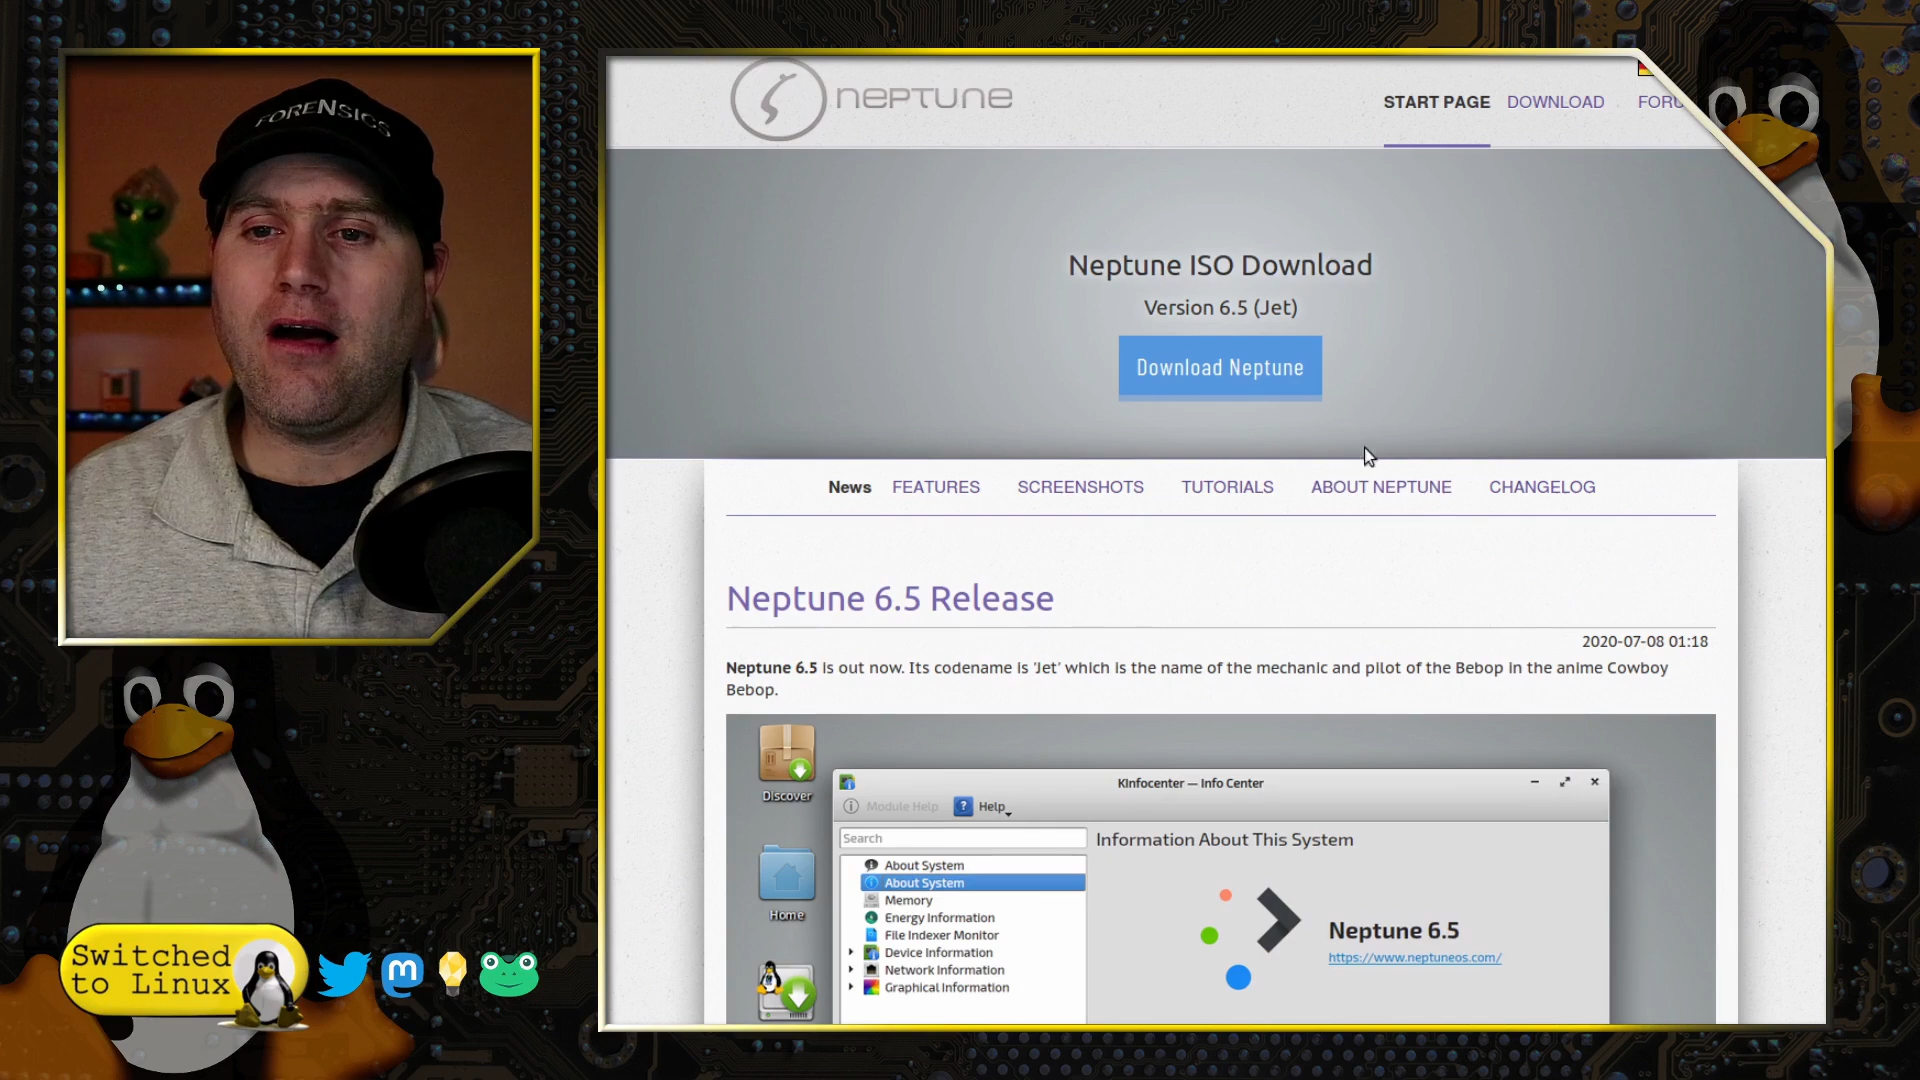 FORENSICS
neptune
START PAGE
DOWNLOAD
FORU
Neptune ISO Download
Version 6.5 (Jet)
Download Neptune
News
FEATURES
SCREENSHOTS
TUTORIALS
ABOUT NEPTUNE
CHANGELOG
Neptune 6.5 Release
2020-07-08 01:18
Neptune 6.5 is out now. Its codename is 'Jet' which is the name of the mechanic and pilot of the Bebop in the anime Cowboy
Bebop.
Discover
Home
KInfocenter — Info Center
Module Help
? Help
Search
Information About This System
About System
About System
Memory
Energy Information
File Indexer Monitor
Device Information
Network Information
Graphical Information
Neptune 6.5
https://www.neptuneos.com/
Switched
to Linux
m